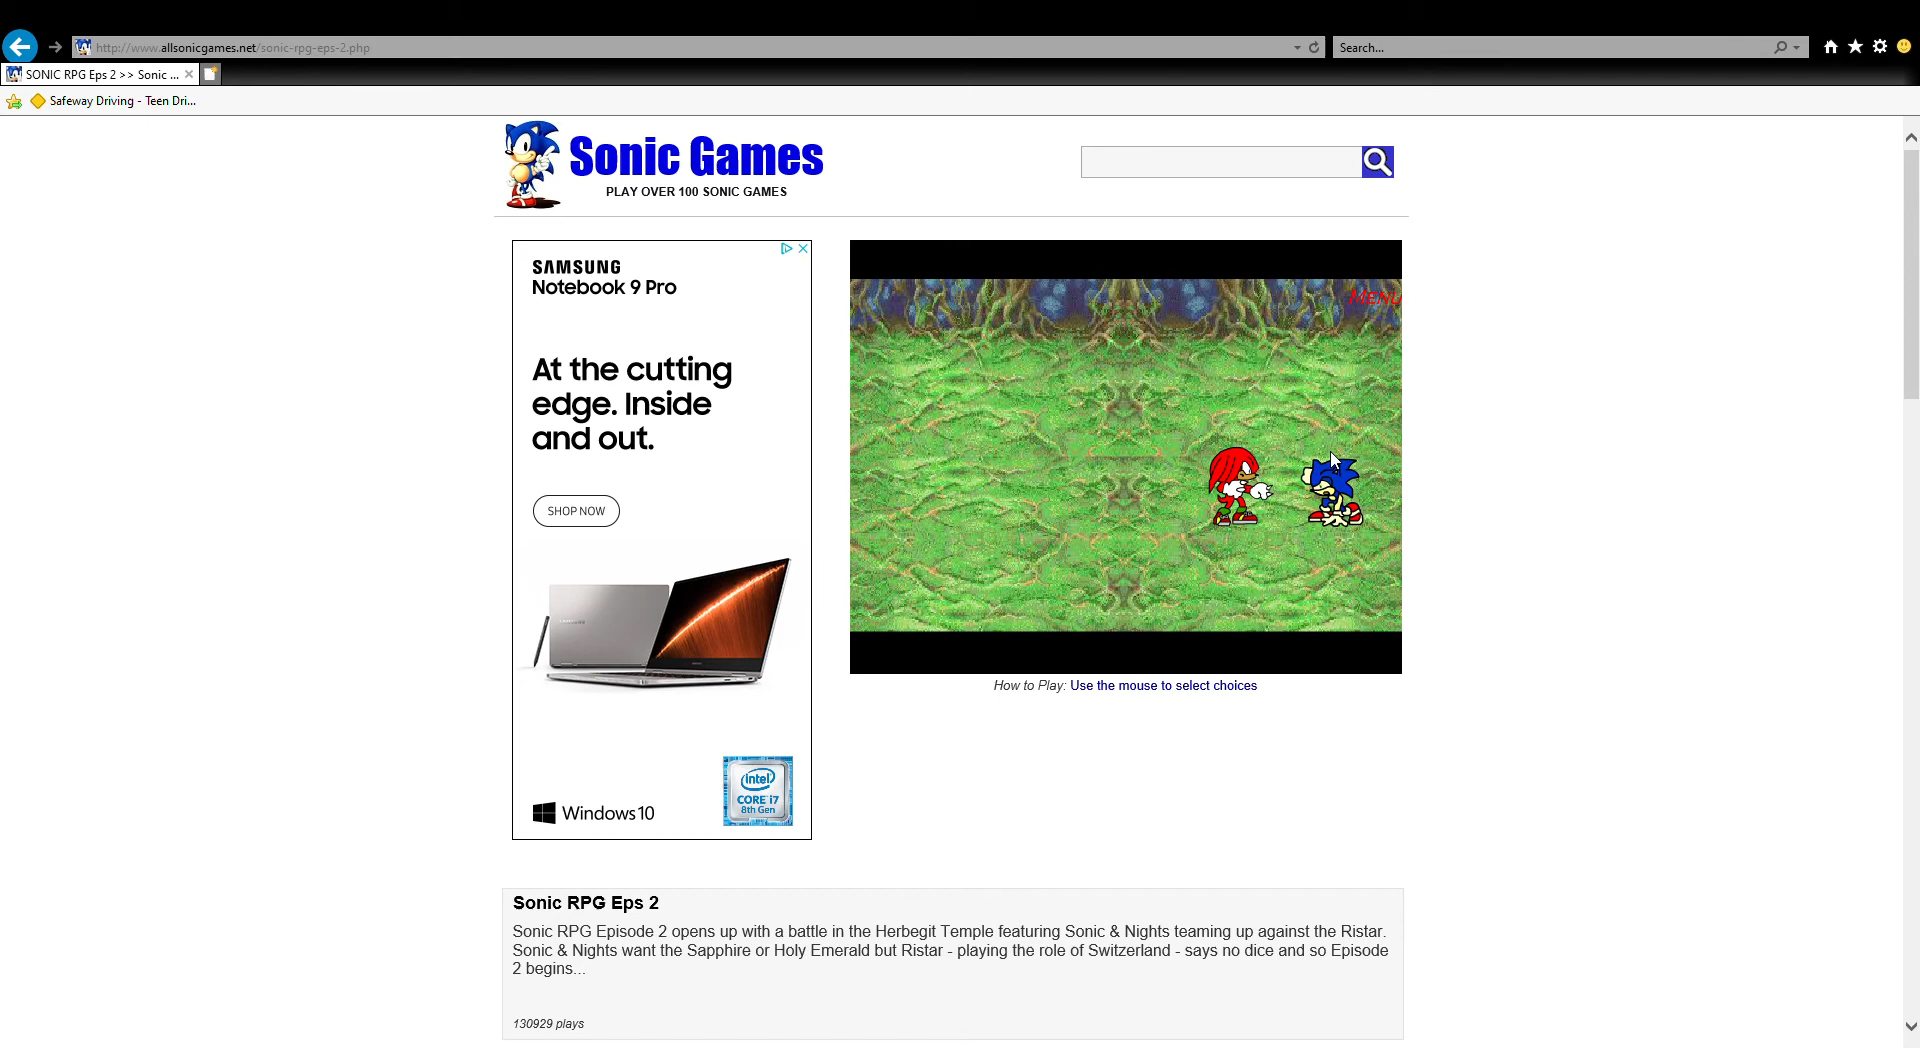 http://www.allsonicgames.net/sonic-rpg-eps-2.php
Search...
SONIC RPG Eps 2 >> Sonic ...
Safeway Driving - Teen Dri...
Sonic Games
PLAY OVER 100 SONIC GAMES
SAMSUNG
Notebook 9 Pro
At the cutting
edge. Inside
and out.
SHOP NOW
Windows 10
intel
CORE i7
8th Gen
MENU
How to Play: Use the mouse to select choices
Sonic RPG Eps 2
Sonic RPG Episode 2 opens up with a battle in the Herbegit Temple featuring Sonic & Nights teaming up against the Ristar.
Sonic & Nights want the Sapphire or Holy Emerald but Ristar - playing the role of Switzerland - says no dice and so Episode
2 begins...
130929 plays